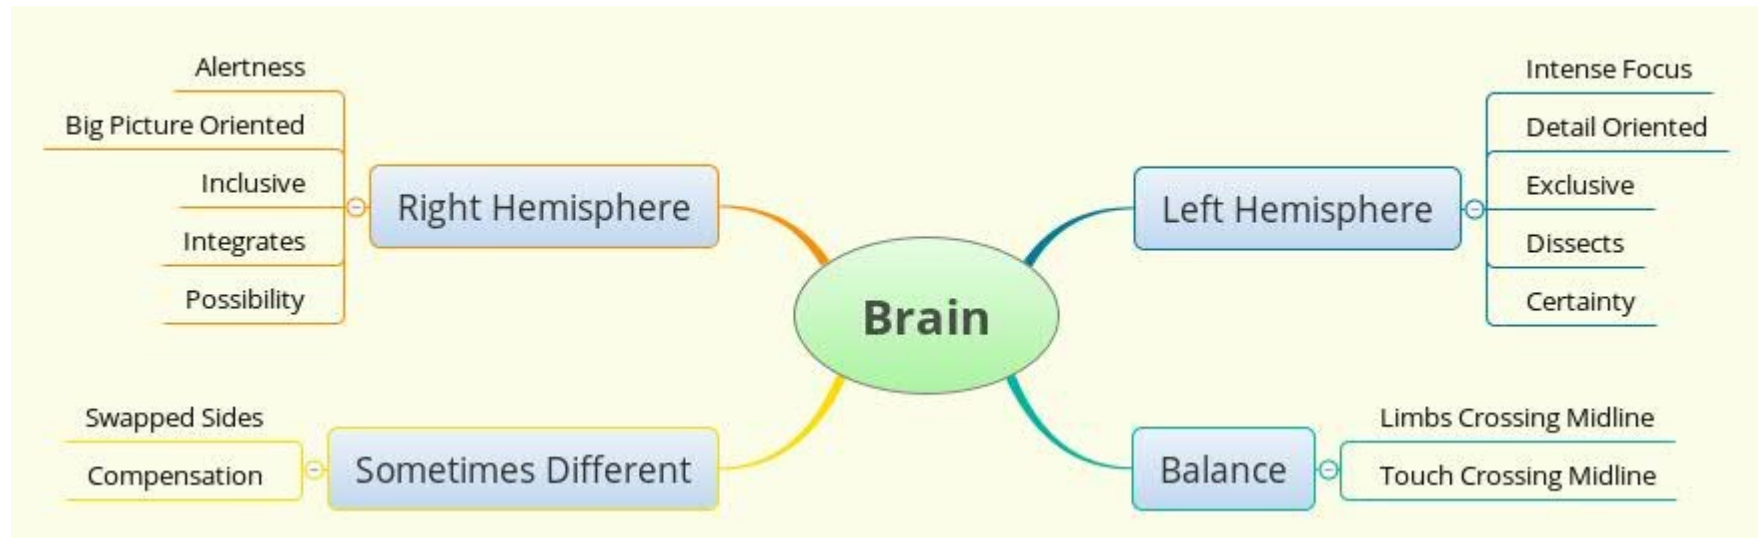 Brain
Right Hemisphere
Alertness
Big Picture Oriented
Inclusive
Integrates
Possibility
Left Hemisphere
Intense Focus
Detail Oriented
Exclusive
Dissects
Certainty
Sometimes Different
Swapped Sides
Compensation
Balance
Limbs Crossing Midline
Touch Crossing Midline